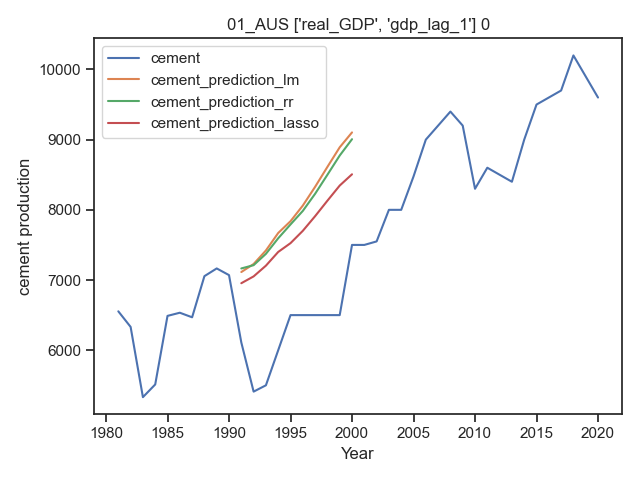 01_AUS ['real_GDP', 'gdp_lag_1'] 0
cement
cement_prediction_lm
cement_prediction_rr
cement_prediction_lasso
cement production
10000
9000
8000
7000
6000
1980 1985 1990 1995 2000 2005 2010 2015 2020
Year